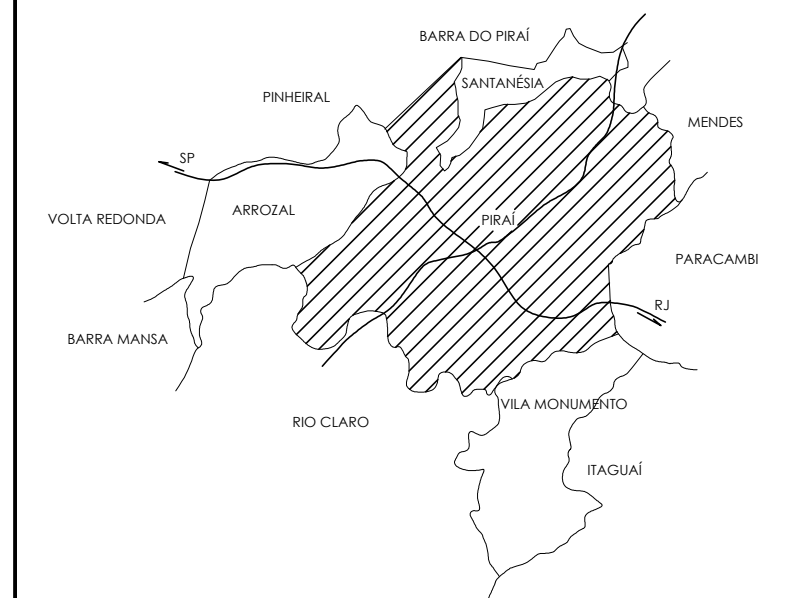 BARRA DO PIRAÍ
SANTANÉSIA
PINHEIRAL
MENDES
SP
ARROZAL
VOLTA REDONDA
PIRAÍ
PARACAMBI
RJ
BARRA MANSA
VILA MONUMENTO
RIO CLARO
ITAGUAÍ